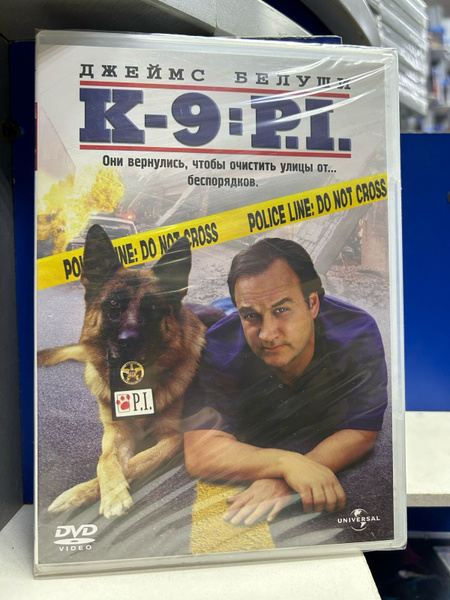 ДЖЕЙМС БЕЛУШИ
K-9: P.I.
Они вернулись, чтобы очистить улицы от...
беспорядков.
POLICE LINE: DO NOT CROSS
POL LINE: DO NOT CROSS
P.I.
DVD
VIDEO
UNIVERSAL